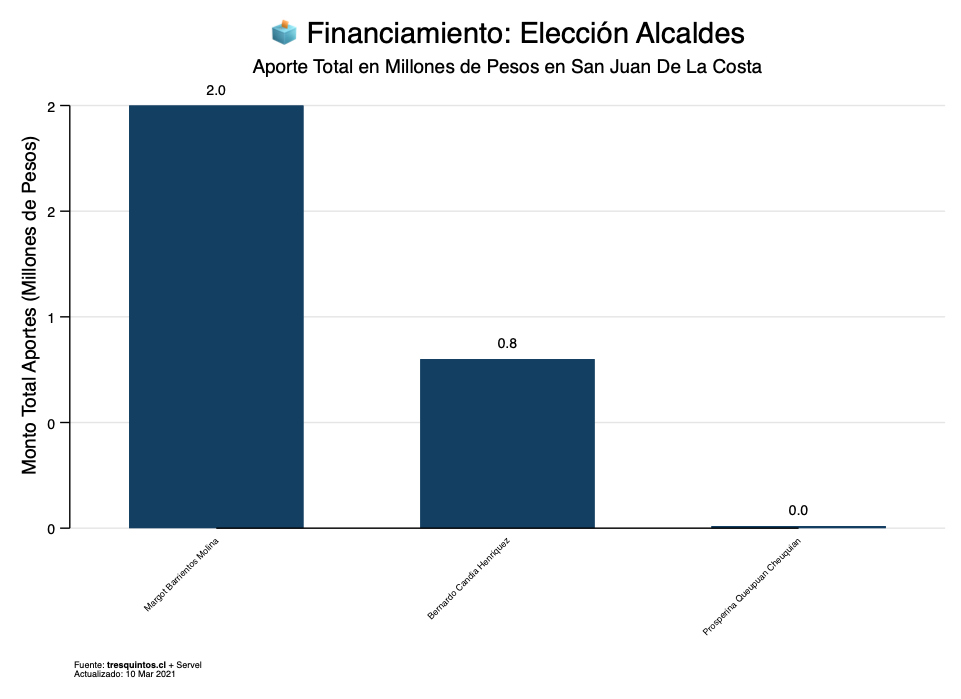 🗳️ Financiamiento: Elección Alcaldes
Aporte Total en Millones de Pesos en San Juan De La Costa
Monto Total Aportes (Millones de Pesos)
2
2
1
0
0
2.0
0.8
0.0
Margot Barrientos Molina
Bernardo Candia Henríquez
Prosperina Queupuan Cheuquian
Fuente: tresquintos.cl + Servel
Actualizado: 10 Mar 2021